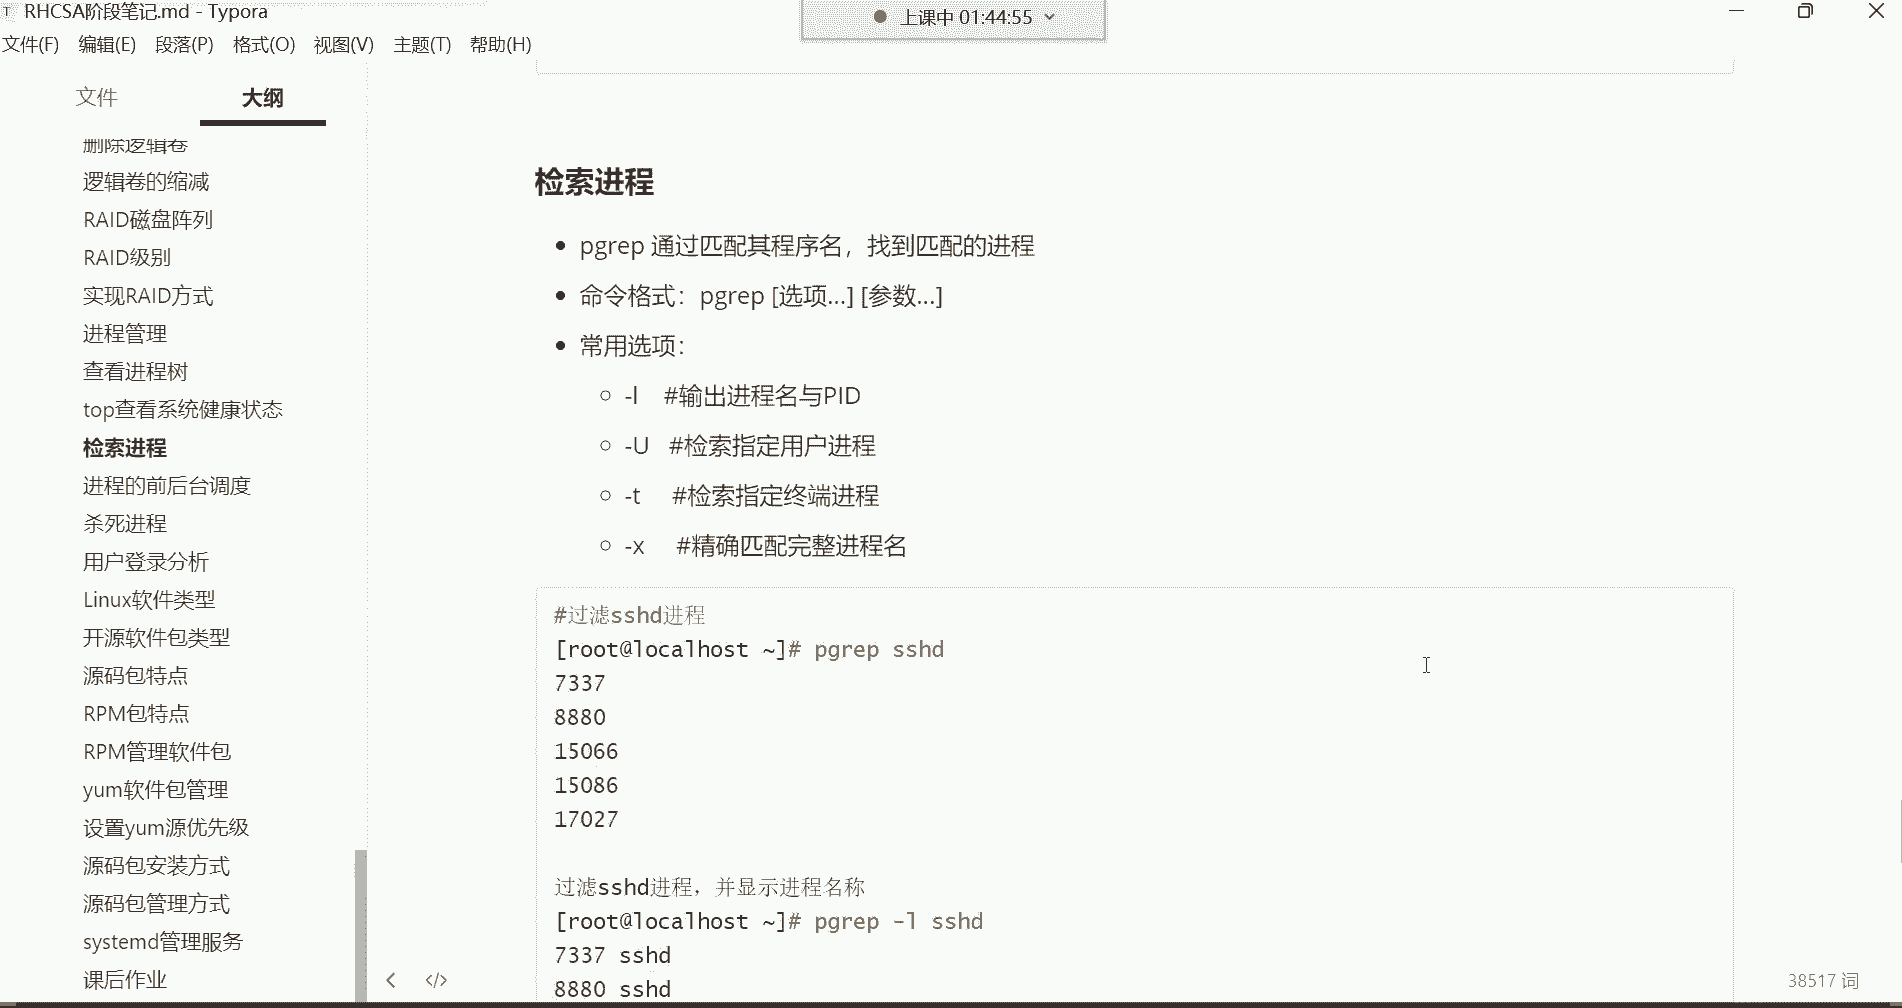 RHCSA阶段笔记.md - Typora
上课中 01:44:55
文件(F) 编辑(E) 段落(P) 格式(O) 视图(V) 主题(T) 帮助(H)
文件 大纲
删除逻辑卷
逻辑卷的缩减
RAID磁盘阵列
RAID级别
实现RAID方式
进程管理
查看进程树
top查看系统健康状态
检索进程
进程的前后台调度
杀死进程
用户登录分析
Linux软件类型
开源软件包类型
源码包特点
RPM包特点
RPM管理软件包
yum软件包管理
设置yum源优先级
源码包安装方式
源码包管理方式
systemd管理服务
课后作业
检索进程
pgrep 通过匹配其程序名，找到匹配的进程
命令格式：pgrep [选项...] [参数...]
常用选项：
-l #输出进程名与PID
-U #检索指定用户进程
-t #检索指定终端进程
-x #精确匹配完整进程名
#过滤sshd进程
[root@localhost ~]# pgrep sshd
7337
8880
15066
15086
17027
过滤sshd进程，并显示进程名称
[root@localhost ~]# pgrep -l sshd
7337 sshd
8880 sshd
38517 词